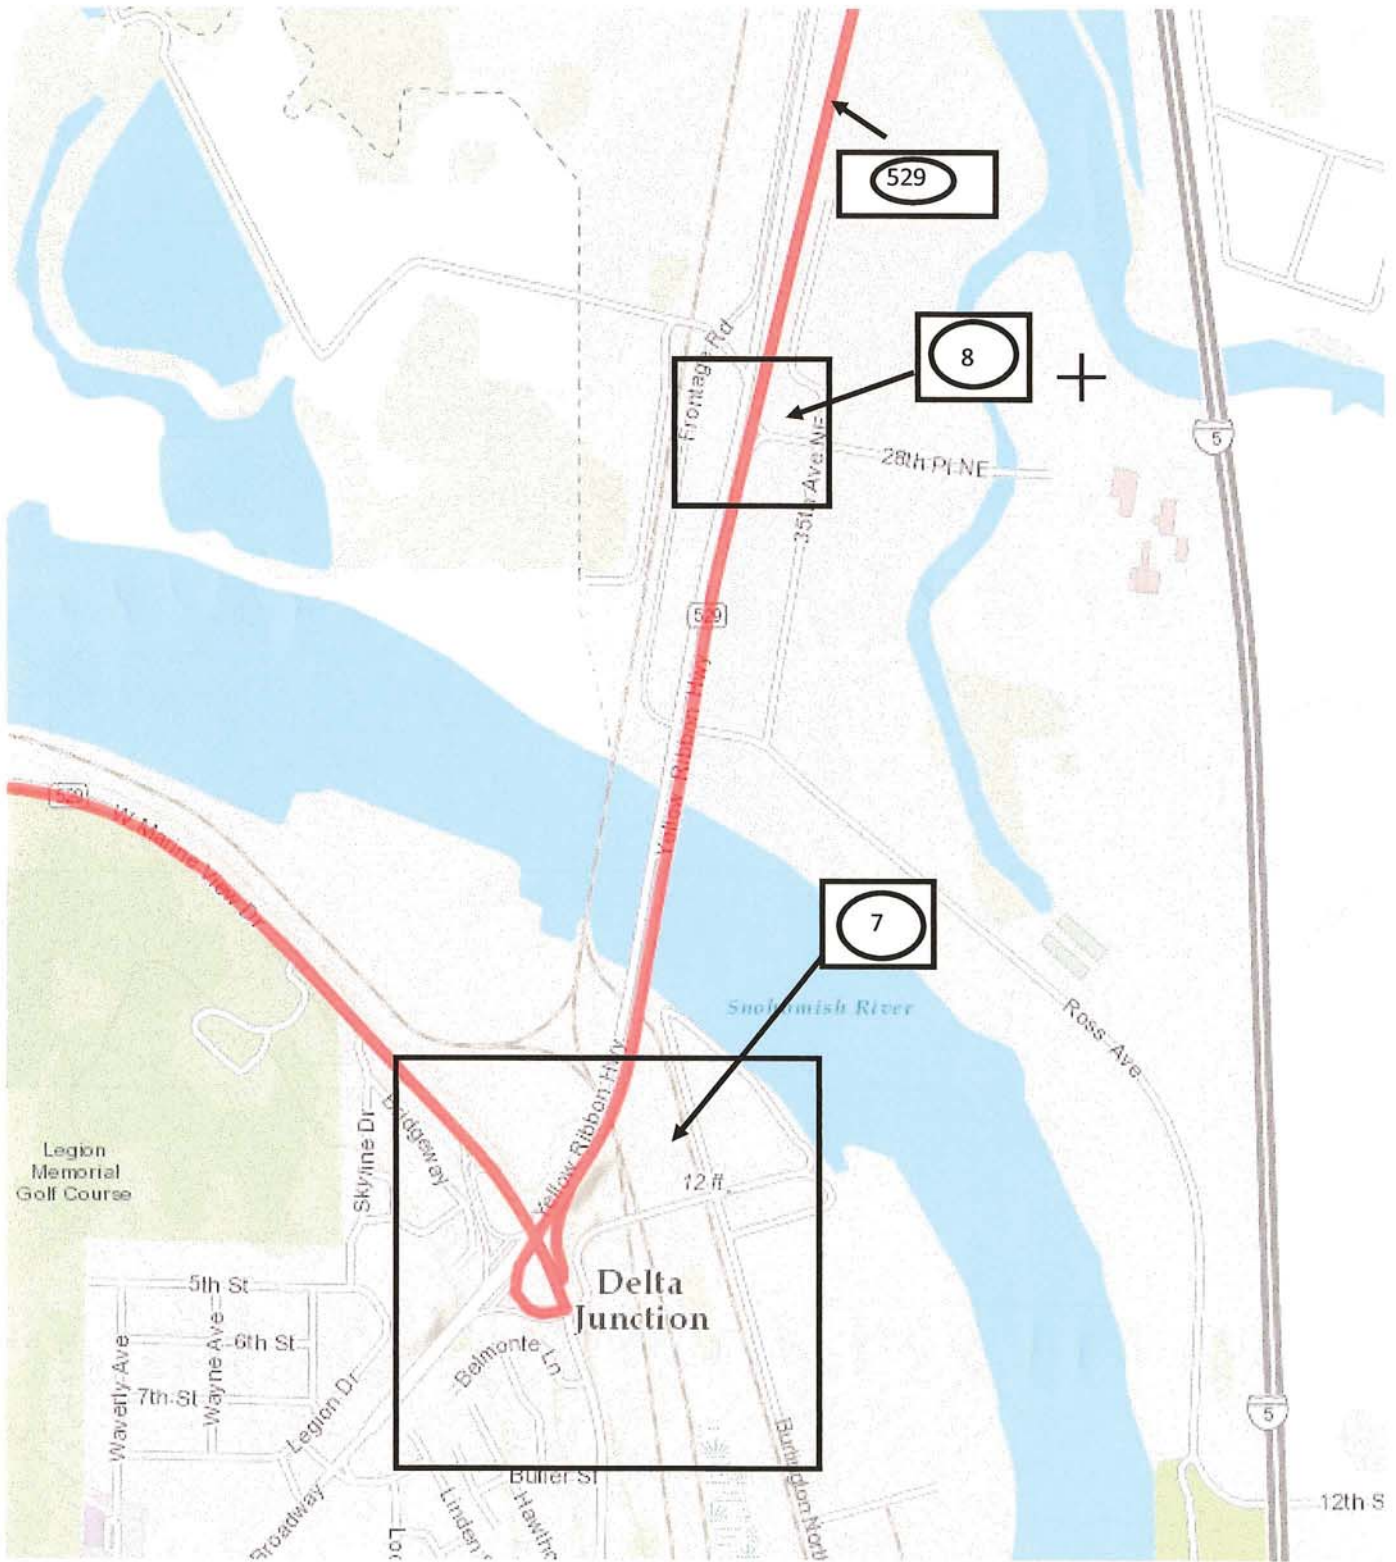 529
8
Frontage Rd
5
28th Pl NE
35th Ave NE
529
Yellow Ribbon Hwy
529
W Marine View Dr
7
Snohomish River
Ross Ave
Yellow Ribbon Hwy
Bridgeway
Skyline Dr
Legion
Memorial
Golf Course
12 ft.
5th St
Delta
Junction
6th St
Wayne Ave
Waverly Ave
Belmonte Ln
7th St
Legion Dr
5
Burlington North
Butler St
Broadway
Linden S
Hawtho
Loc
12th S